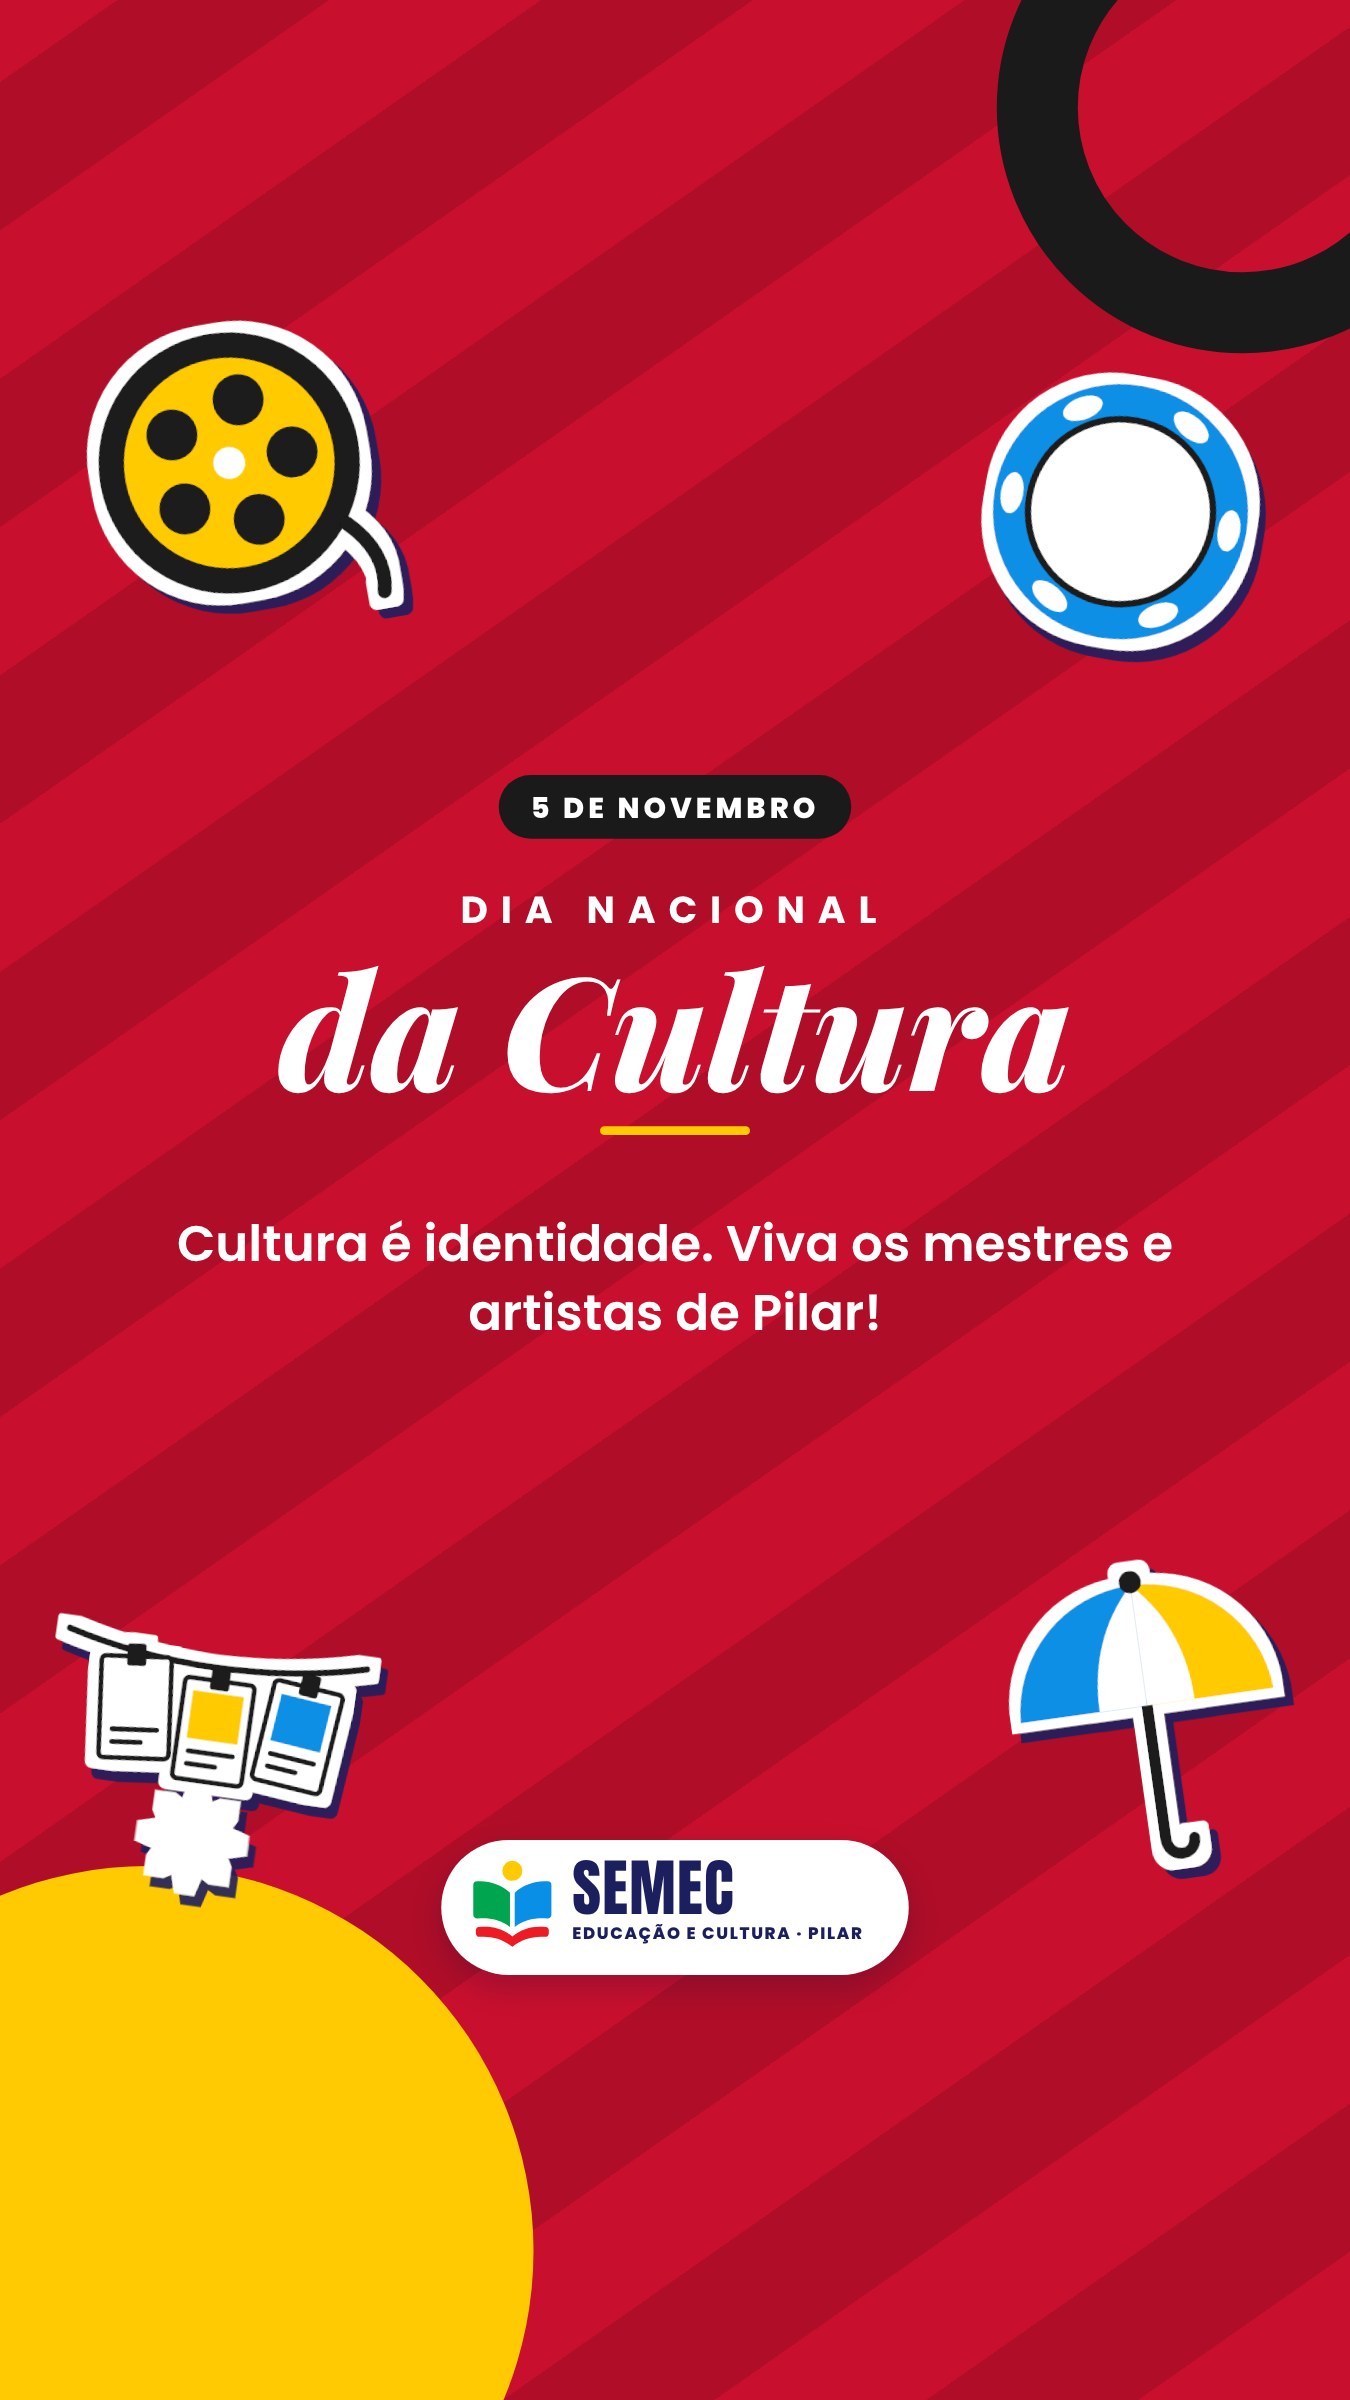 5 DE NOVEMBRO
DIA NACIONAL
da Cultura
Cultura é identidade. Viva os mestres e
artistas de Pilar!
SEMEC
EDUCAÇÃO E CULTURA · PILAR